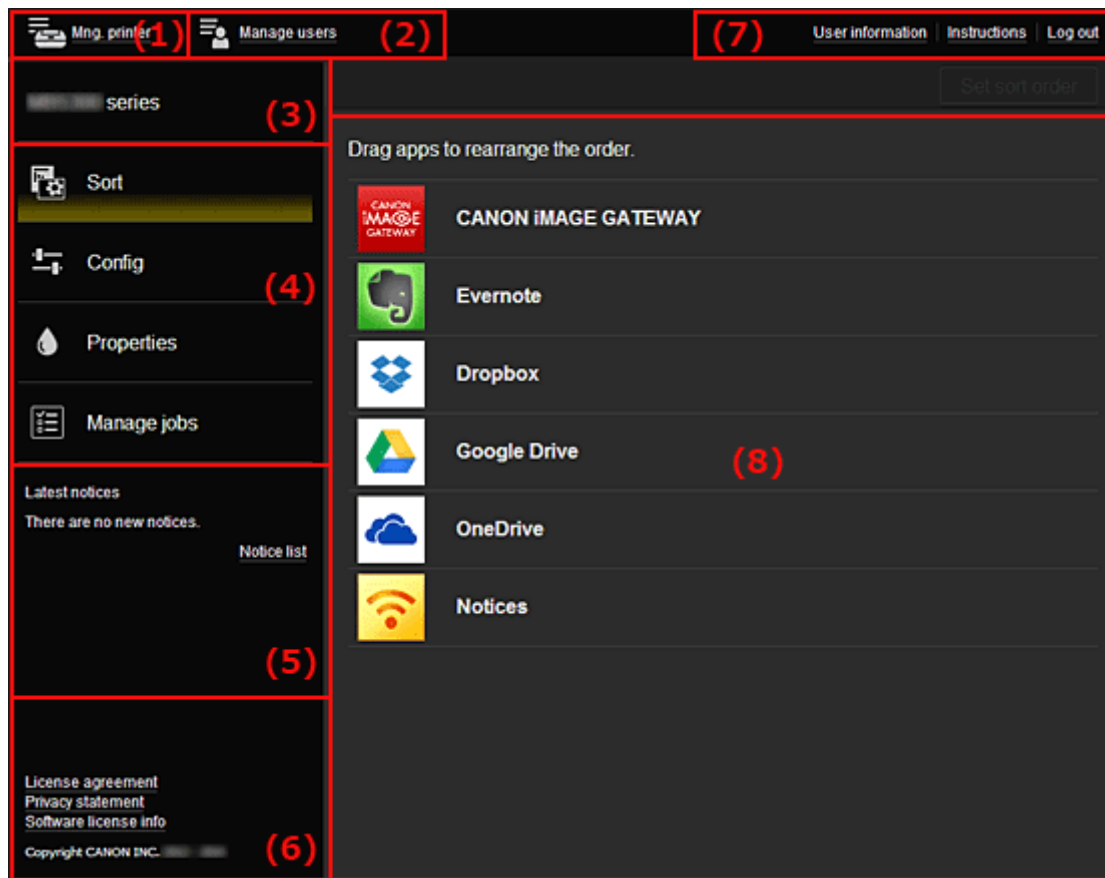 Mng. printer (1)
Manage users (2)
(7) User information Instructions Log out
series (3)
Set sort order
Drag apps to rearrange the order.
Sort
Config
(4)
Properties
Manage jobs
CANON
iMAGE
GATEWAY
CANON iMAGE GATEWAY
Evernote
Dropbox
Google Drive
(8)
OneDrive
Notices
Latest notices
There are no new notices.
Notice list
(5)
License agreement
Privacy statement
Software license info
Copyright CANON INC.
(6)